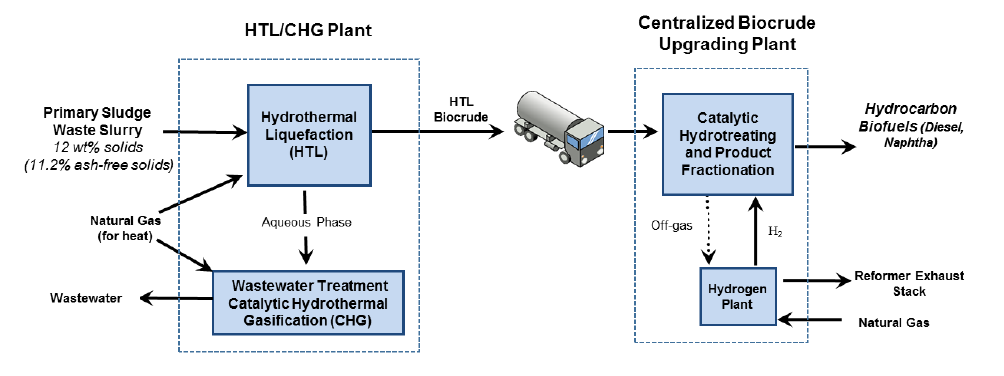 HTL/CHG Plant
Centralized Biocrude
Upgrading Plant
Primary Sludge
Waste Slurry
12 wt% solids
(11.2% ash-free solids)
Hydrothermal
Liquefaction
(HTL)
HTL
Biocrude
Catalytic
Hydrotreating
and Product
Fractionation
Hydrocarbon
Biofuels (Diesel,
Naphtha)
Natural Gas
(for heat)
Aqueous Phase
Off-gas
H₂
Wastewater
Wastewater Treatment
Catalytic Hydrothermal
Gasification (CHG)
Hydrogen
Plant
Reformer Exhaust
Stack
Natural Gas